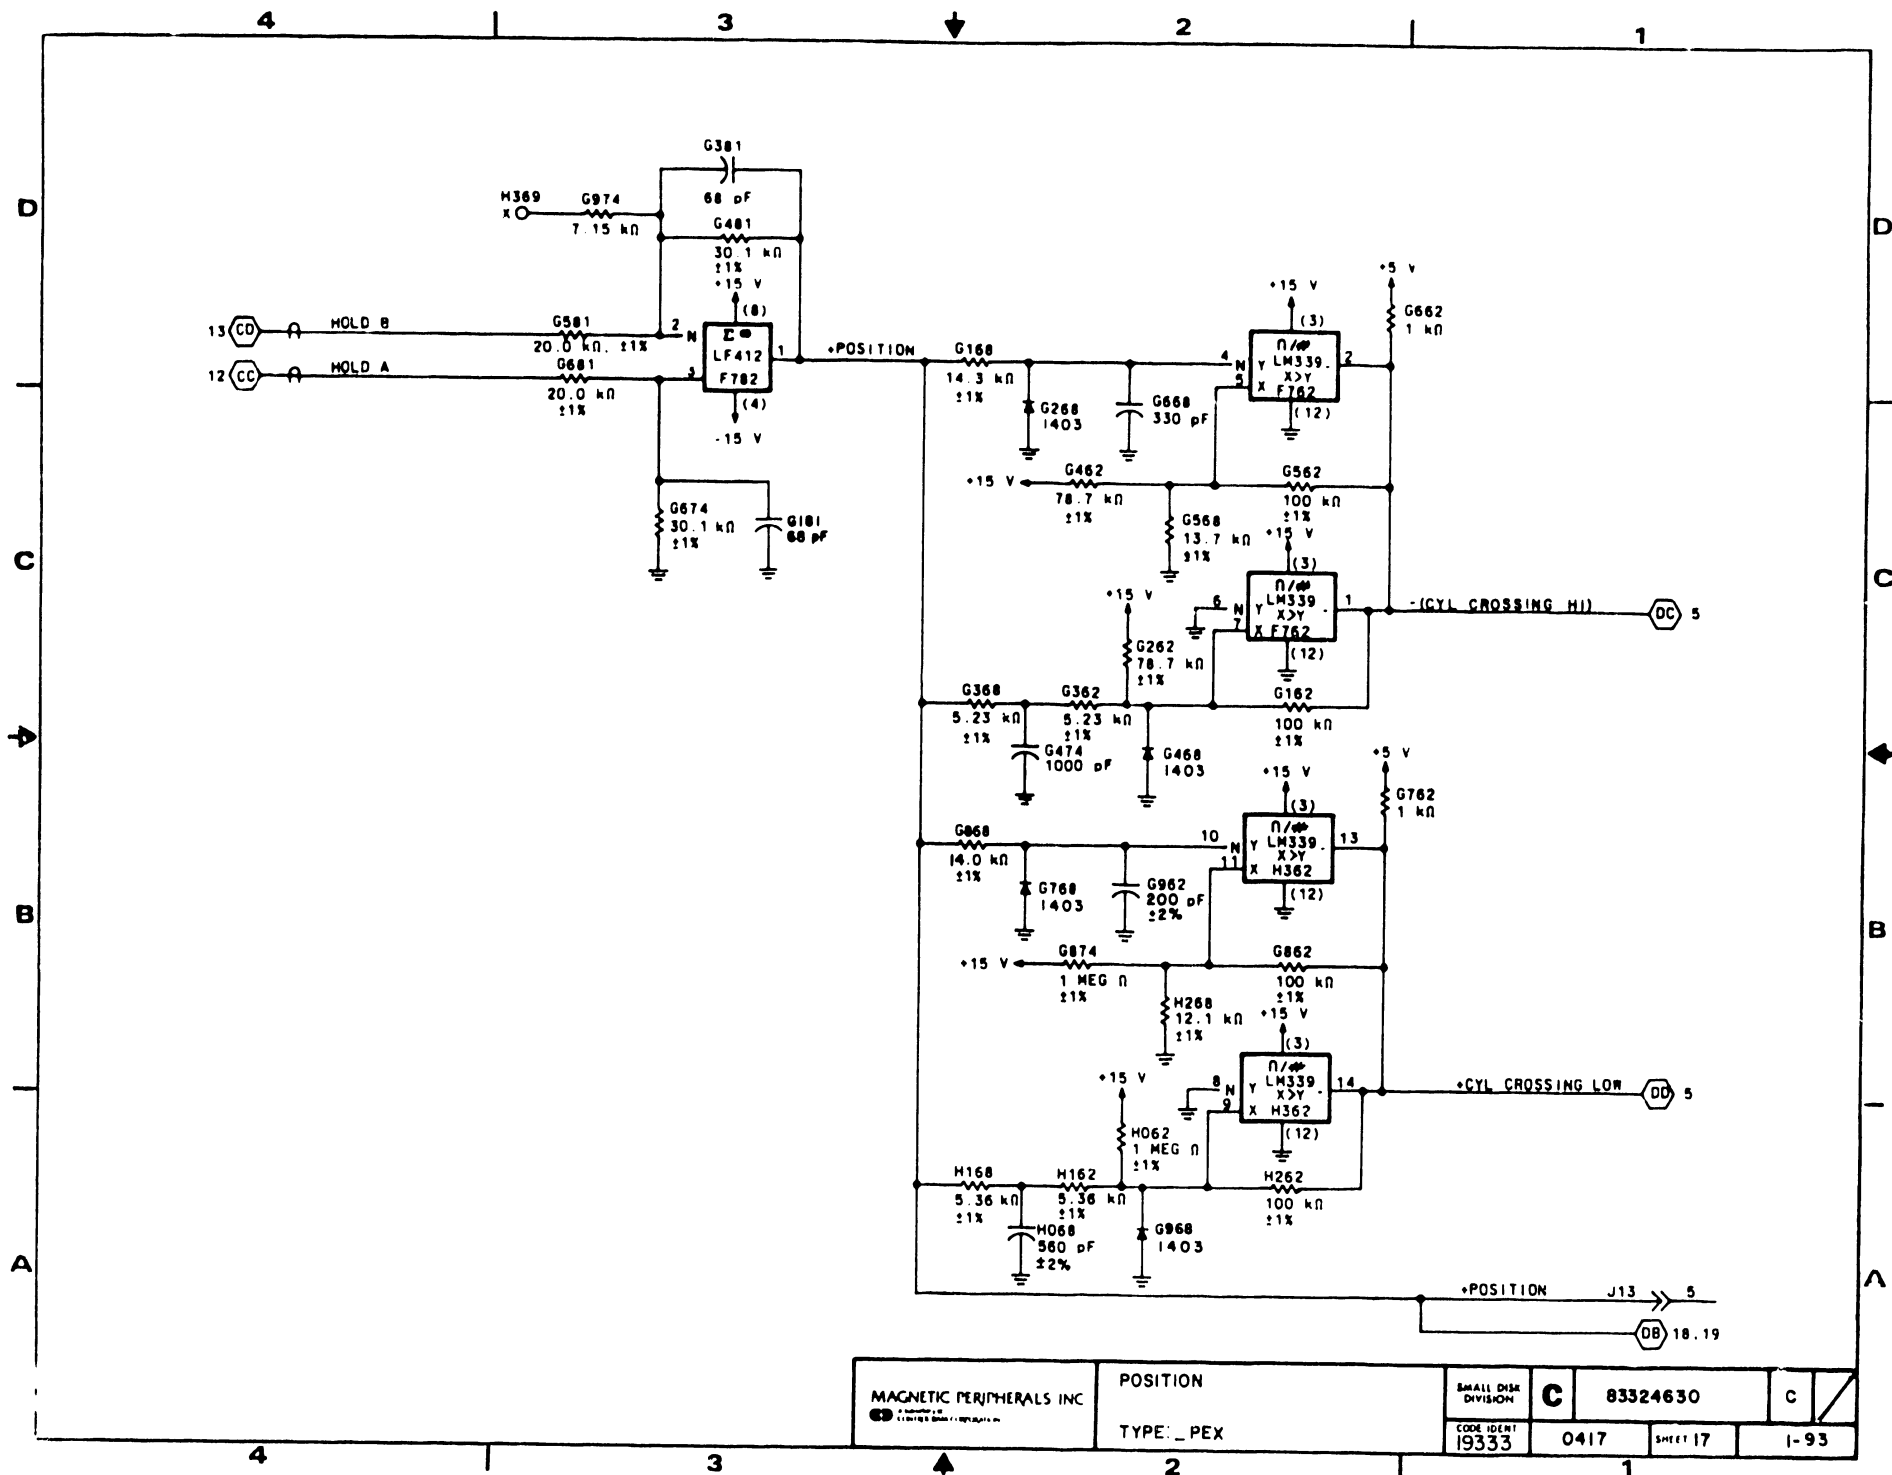 4 3 2 1
D D
G381
68 pF
H369
X
G974
7.15 kΩ
G481
30.1 kΩ
±1%
+15 V
(8)
13 CD HOLD B
G581
20.0 kΩ, ±1%
2 N
Σ ∞
LF412
F782
1
+POSITION
12 CC HOLD A
G681
20.0 kΩ
±1%
3
(4)
-15 V
G674
30.1 kΩ
±1%
G181
68 pF
G168
14.3 kΩ
±1%
G268
1403
G668
330 pF
+15 V
(3)
4 N
5
Y LM339
X>Y
X F762
2
(12)
+5 V
G662
1 kΩ
+15 V
G462
78.7 kΩ
±1%
G562
100 kΩ
±1%
G568
13.7 kΩ
±1%
+15 V
(3)
C C
6 N
7
Y LM339
X>Y
X F762
1
(12)
-(CYL CROSSING HI) DC 5
+15 V
G262
78.7 kΩ
±1%
G368
5.23 kΩ
±1%
G362
5.23 kΩ
±1%
G162
100 kΩ
±1%
G474
1000 pF
G468
1403
+15 V
(3)
+5 V
G762
1 kΩ
G868
14.0 kΩ
±1%
10 N
11
Y LM339
X>Y
X H362
13
(12)
G768
1403
G962
200 pF
±2%
B B
+15 V
G874
1 MEG Ω
±1%
G862
100 kΩ
±1%
H268
12.1 kΩ
±1%
+15 V
(3)
8 N
9
Y LM339
X>Y
X H362
14
(12)
+CYL CROSSING LOW DD 5
+15 V
H062
1 MEG Ω
±1%
H168
5.36 kΩ
±1%
H162
5.36 kΩ
±1%
H262
100 kΩ
±1%
H068
560 pF
±2%
G968
1403
A A
+POSITION J13 5
DB 18.19
MAGNETIC PERIPHERALS INC
POSITION
TYPE:_PEX
SMALL DISK
DIVISION
C 83324630 C
CODE IDENT
19333
0417 SHEET 17 1-93
4 3 2 1